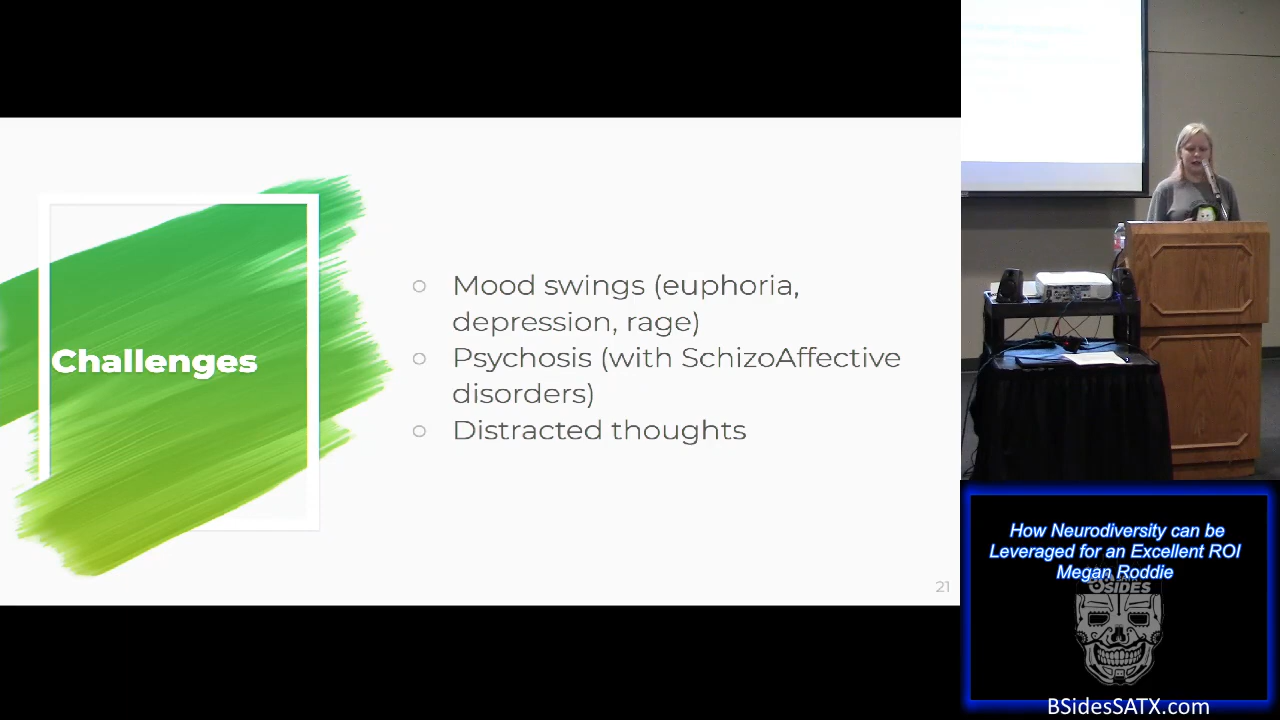 Challenges
○ Mood swings (euphoria,
depression, rage)
○ Psychosis (with SchizoAffective
disorders)
○ Distracted thoughts
21
How Neurodiversity can be
Leveraged for an Excellent ROI
Megan Roddie
SIDES
BSidesSATX.com